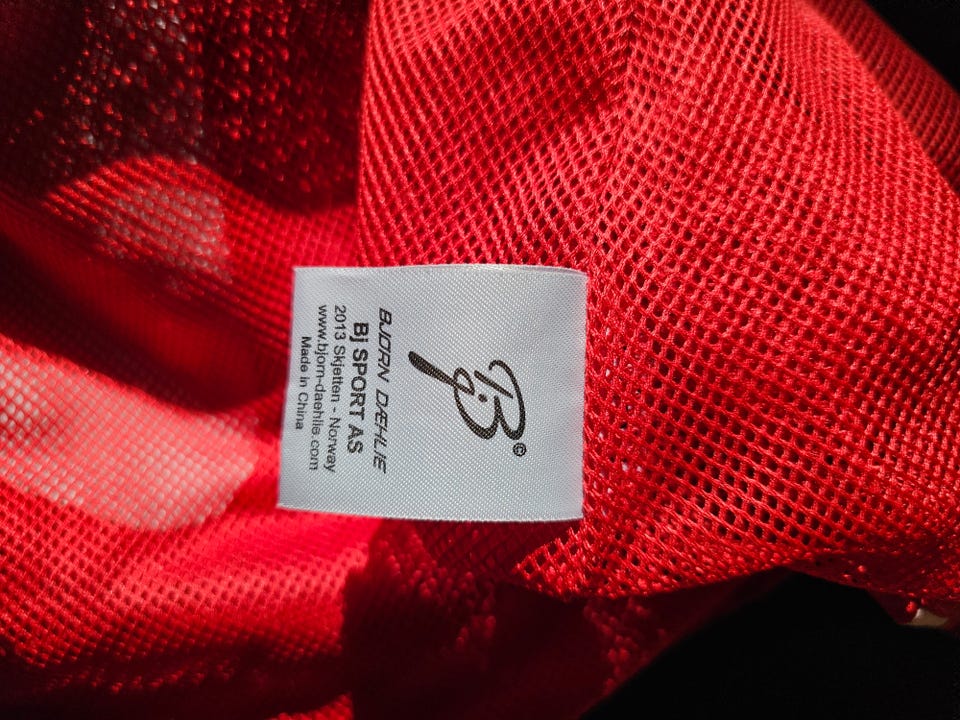 B©
BJORN DÆHLIE
Bj SPORT AS
2013 Skjetten - Norway
www.bjorn-daehlie.com
Made in China